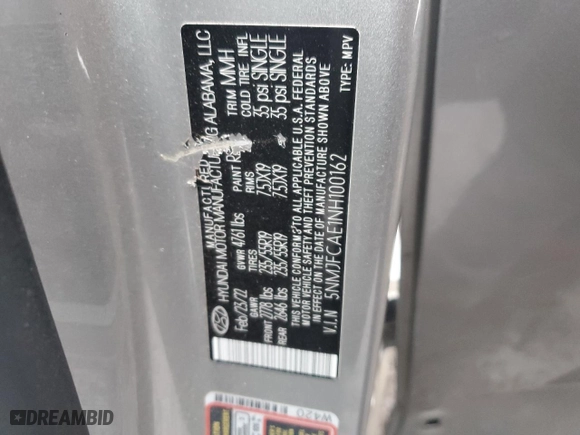 MANUFACTURED
HYUNDAI MOTOR MANUFACTURING ALABAMA, LLC
Feb/23/22 PAINT TRIM MMH
GVWR 4761 lbs
GAWR TIRES RIMS COLD TIRE INFL
FRONT 2778 lbs 235/55R19 7.5JX19 35 psi SINGLE
REAR 2646 lbs 235/55R19 7.5JX19 35 psi SINGLE
THIS VEHICLE CONFORMS TO ALL APPLICABLE U.S.A. FEDERAL
MOTOR VEHICLE SAFETY AND THEFT PREVENTION STANDARDS
IN EFFECT ON THE DATE OF MANUFACTURE SHOWN ABOVE
V.I.N 5NMJFCAE1NH100162
TYPE: MPV
W420
DREAMBID